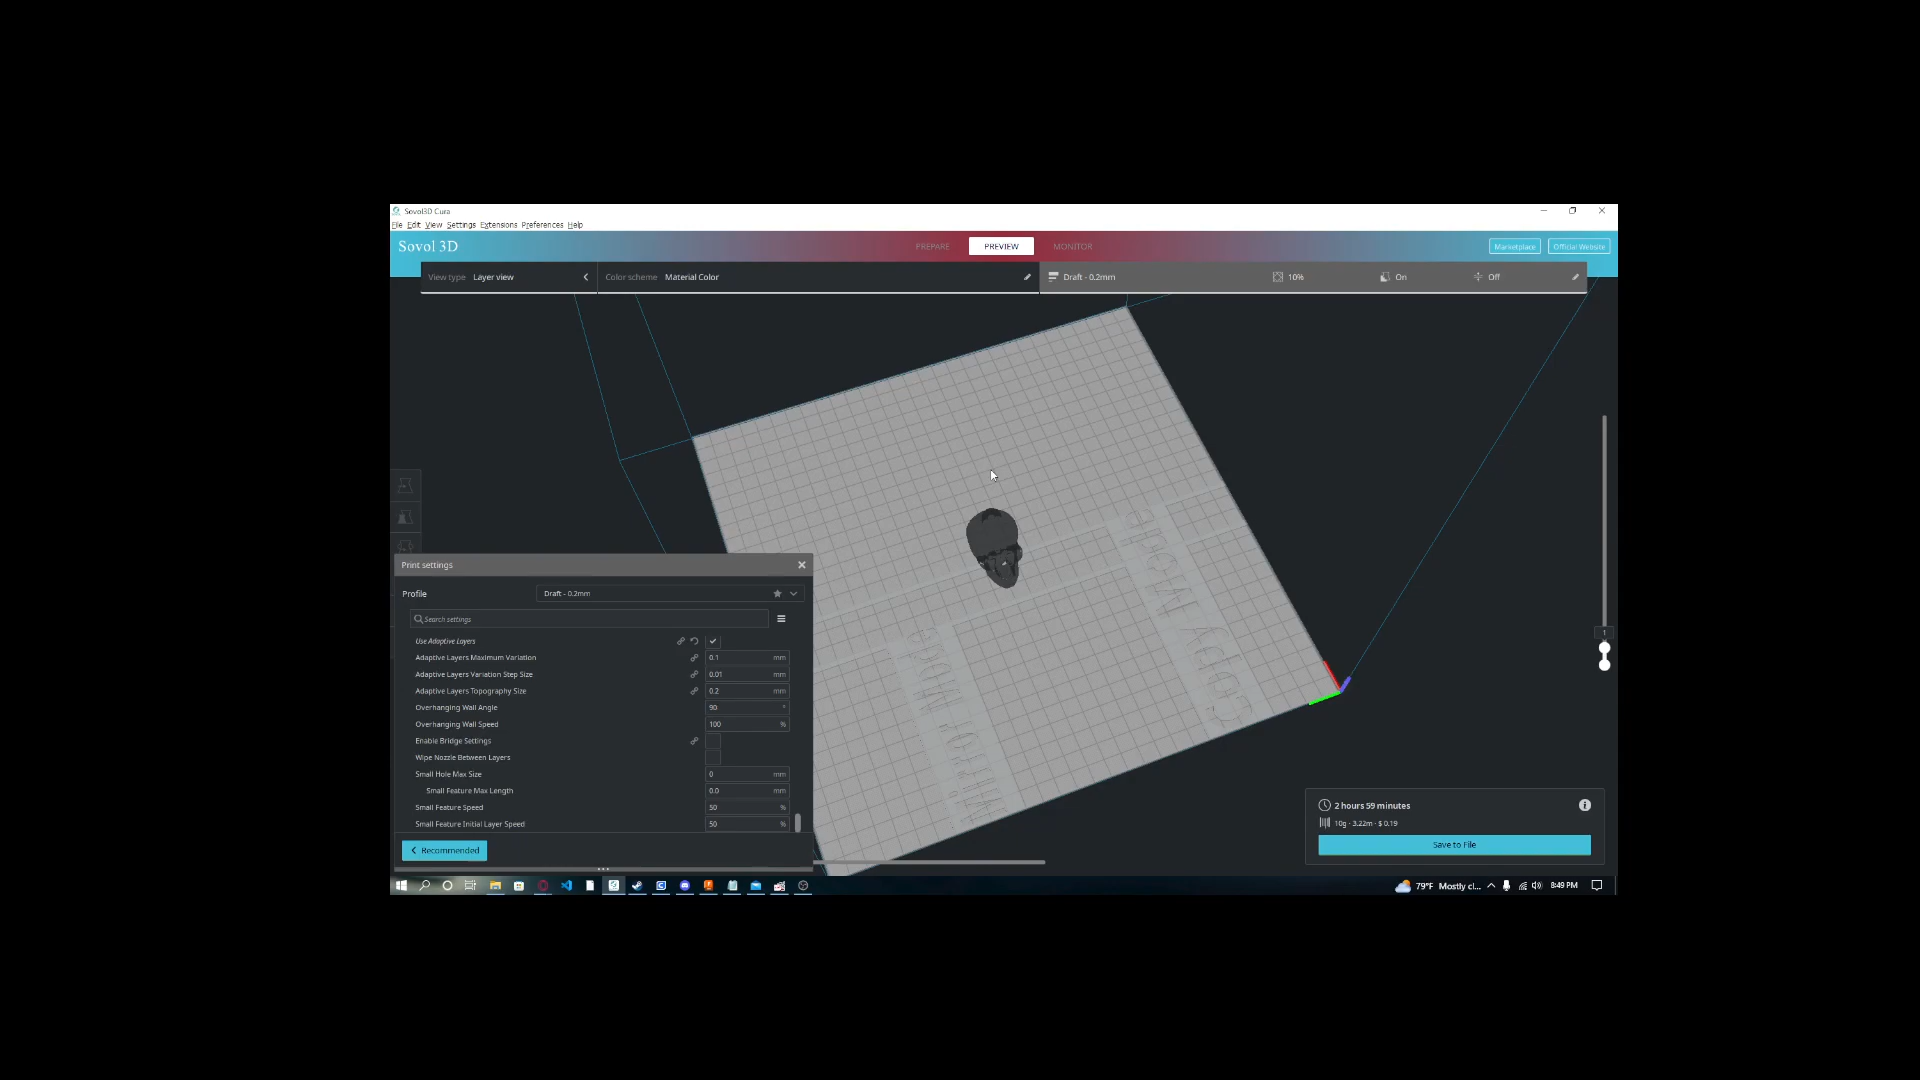 Sovol3D Cura
File Edit View Settings Extensions Preferences Help
Sovol 3D
PREPARE PREVIEW MONITOR
Marketplace Official Website
View type Layer view Color scheme Material Color
Draft - 0.2mm 10% On Off
1
Print settings
Profile Draft - 0.2mm
Search settings
Use Adaptive Layers
Adaptive Layers Maximum Variation 0.1 mm
Adaptive Layers Variation Step Size 0.01 mm
Adaptive Layers Topography Size 0.2 mm
Overhanging Wall Angle 90 °
Overhanging Wall Speed 100 %
Enable Bridge Settings
Wipe Nozzle Between Layers
Small Hole Max Size 0 mm
Small Feature Max Length 0.0 mm
Small Feature Speed 50 %
Small Feature Initial Layer Speed 50 %
Recommended
2 hours 59 minutes
10g · 3.22m · $ 0.19
Save to File
79°F Mostly cl... 8:49 PM